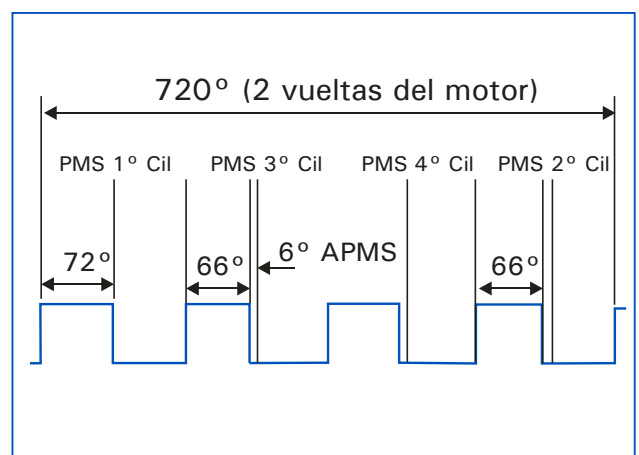 720º (2 vueltas del motor)
PMS 1º Cil PMS 3º Cil PMS 4º Cil PMS 2º Cil
72º 66º 6º APMS 66º